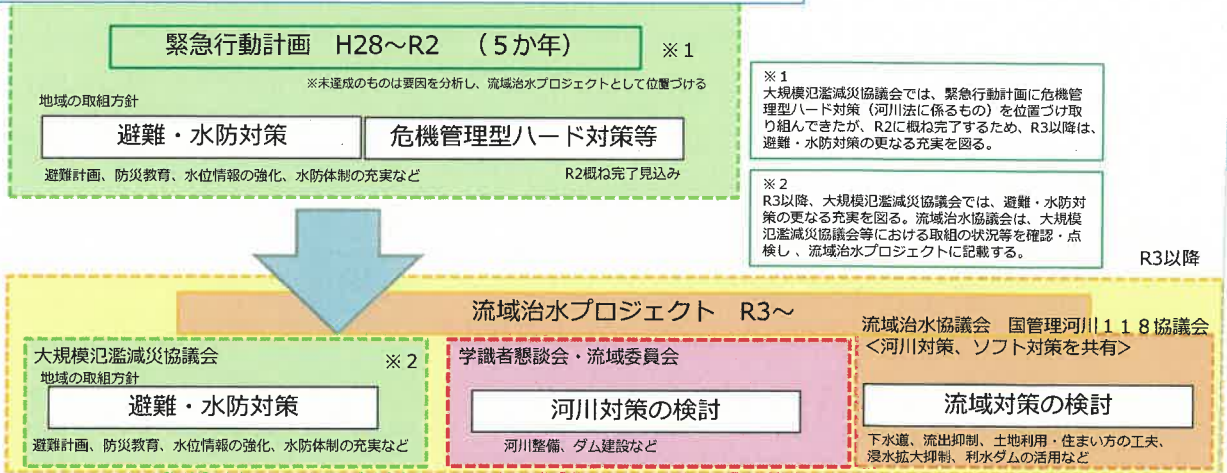 緊急行動計画 H28~R2 (5か年) ※1
※未達成のものは要因を分析し、流域治水プロジェクトとして位置づける
地域の取組方針
避難・水防対策
危機管理型ハード対策等
避難計画、防災教育、水位情報の強化、水防体制の充実など
R2概ね完了見込み
※1
大規模氾濫減災協議会では、緊急行動計画に危機管
理型ハード対策(河川法に係るもの)を位置づけ取
り組んできたが、R2に概ね完了するため、R3以降は、
避難・水防対策の更なる充実を図る。
※2
R3以降、大規模氾濫減災協議会では、避難・水防対
策の更なる充実を図る。流域治水協議会は、大規模
氾濫減災協議会等における取組の状況等を確認・点
検し、流域治水プロジェクトに記載する。
R3以降
流域治水プロジェクト R3~
大規模氾濫減災協議会 ※2
地域の取組方針
避難・水防対策
避難計画、防災教育、水位情報の強化、水防体制の充実など
学識者懇談会・流域委員会
河川対策の検討
河川整備、ダム建設など
流域治水協議会 国管理河川118協議会
<河川対策、ソフト対策を共有>
流域対策の検討
下水道、流出抑制、土地利用・住まい方の工夫、
浸水拡大抑制、利水ダムの活用など